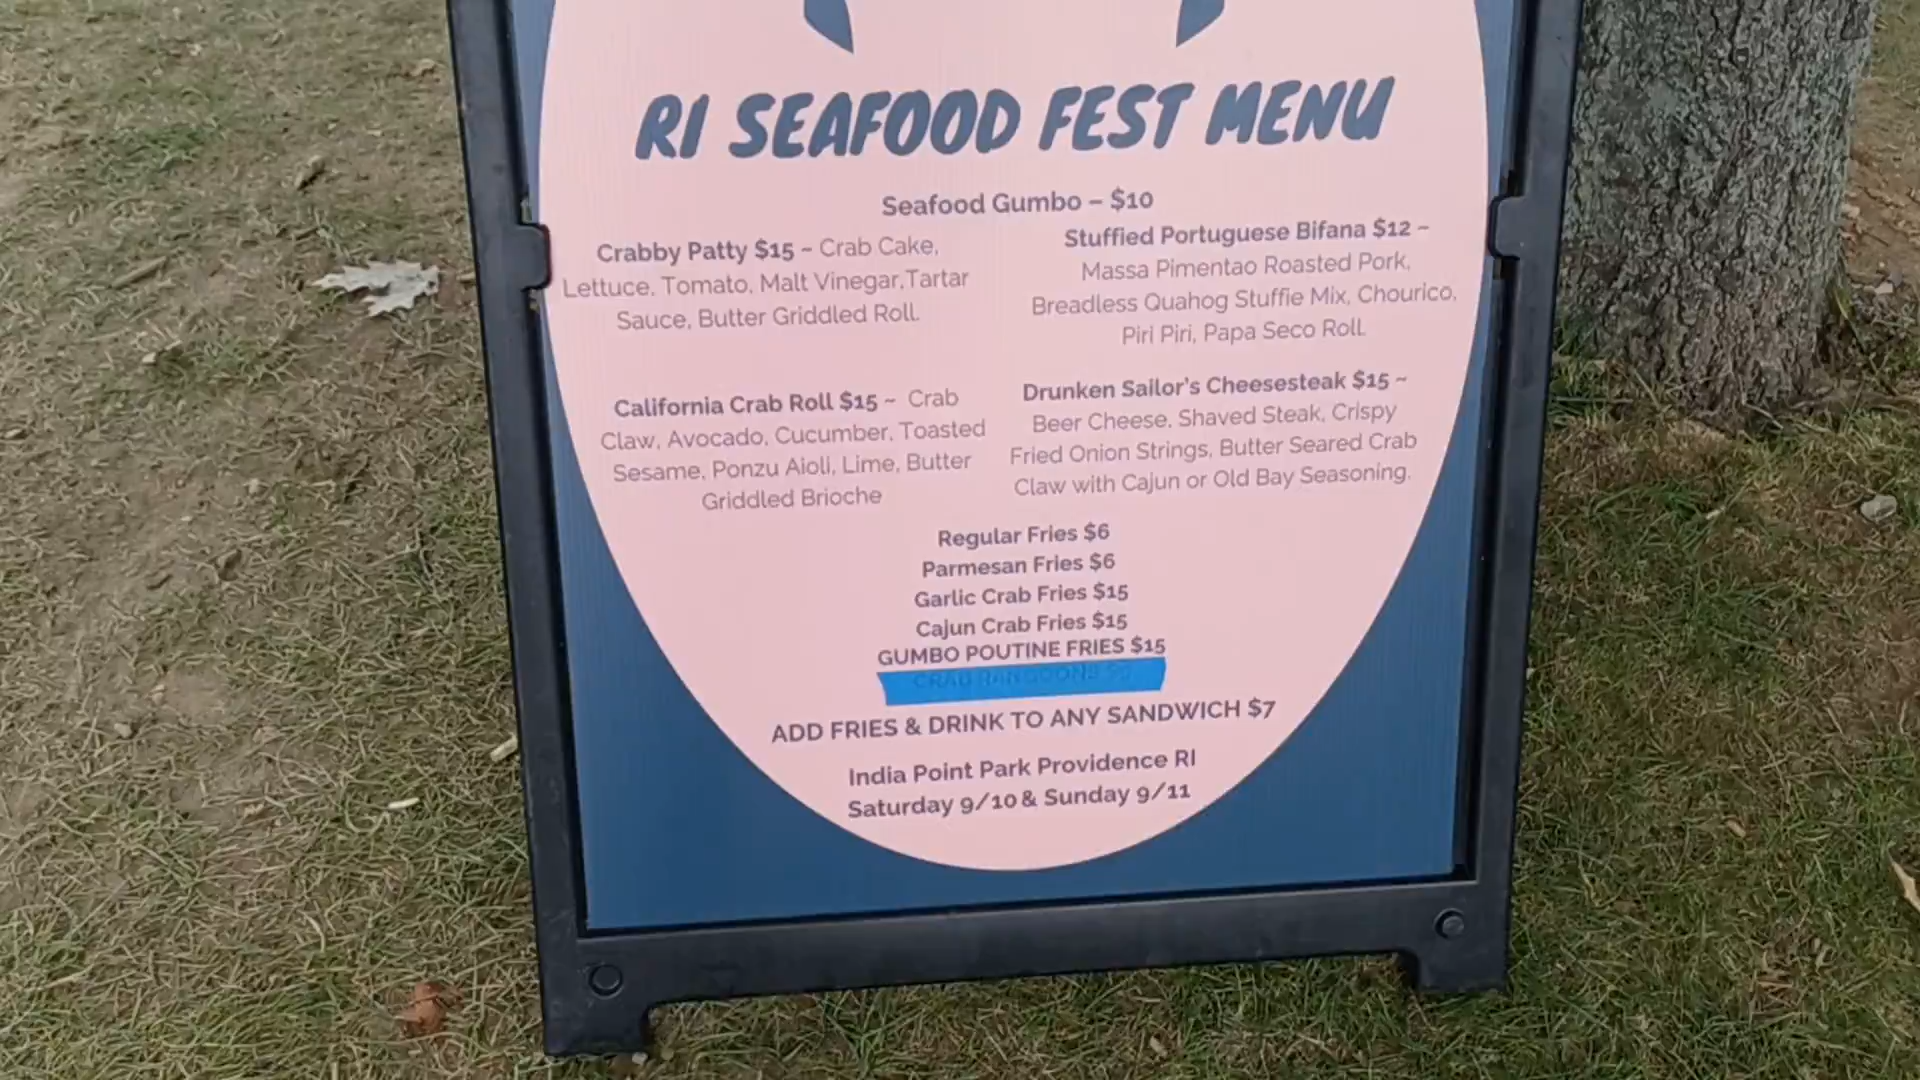 RI SEAFOOD FEST MENU
Seafood Gumbo – $10
Crabby Patty $15 ~ Crab Cake,
Lettuce, Tomato, Malt Vinegar,Tartar
Sauce, Butter Griddled Roll.
Stuffied Portuguese Bifana $12 ~
Massa Pimentao Roasted Pork,
Breadless Quahog Stuffie Mix, Chourico,
Piri Piri, Papa Seco Roll.
California Crab Roll $15 ~ Crab
Claw, Avocado, Cucumber, Toasted
Sesame, Ponzu Aioli, Lime, Butter
Griddled Brioche
Drunken Sailor's Cheesesteak $15 ~
Beer Cheese, Shaved Steak, Crispy
Fried Onion Strings, Butter Seared Crab
Claw with Cajun or Old Bay Seasoning.
Regular Fries $6
Parmesan Fries $6
Garlic Crab Fries $15
Cajun Crab Fries $15
GUMBO POUTINE FRIES $15
CRAB RANGOONS
ADD FRIES & DRINK TO ANY SANDWICH $7
India Point Park Providence RI
Saturday 9/10 & Sunday 9/11